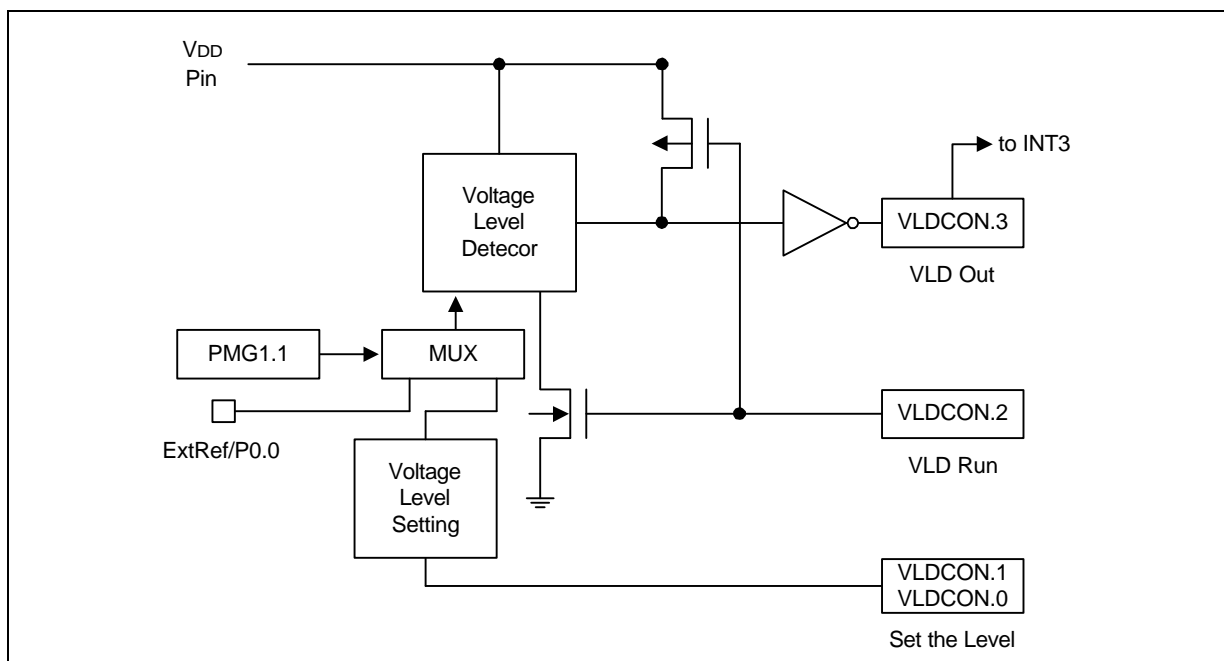 VDD
Pin
to INT3
Voltage
Level
Detecor
VLDCON.3
VLD Out
PMG1.1
MUX
ExtRef/P0.0
VLDCON.2
VLD Run
Voltage
Level
Setting
VLDCON.1
VLDCON.0
Set the Level